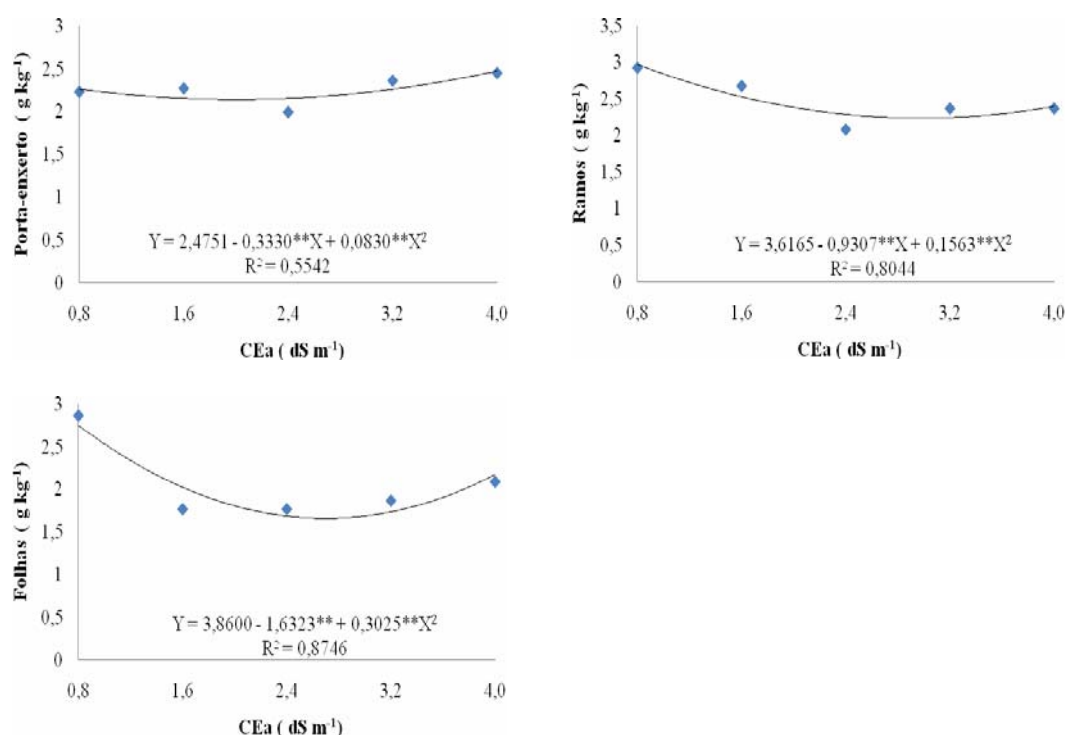 Porta-enxerto ( g kg⁻¹)
3
2,5
2
1,5
1
0,5
0
Y = 2,4751 - 0,3330**X + 0,0830**X²
R² = 0,5542
0,8 1,6 2,4 3,2 4,0
CEa ( dS m⁻¹)
Ramos ( g kg⁻¹)
3,5
3
2,5
2
1,5
1
0,5
0
Y = 3,6165 - 0,9307**X + 0,1563**X²
R² = 0,8044
0,8 1,6 2,4 3,2 4,0
CEa ( dS m⁻¹)
Folhas ( g kg⁻¹)
3
2,5
2
1,5
1
0,5
0
Y = 3,8600 - 1,6323** + 0,3025**X²
R² = 0,8746
0,8 1,6 2,4 3,2 4,0
CEa ( dS m⁻¹)